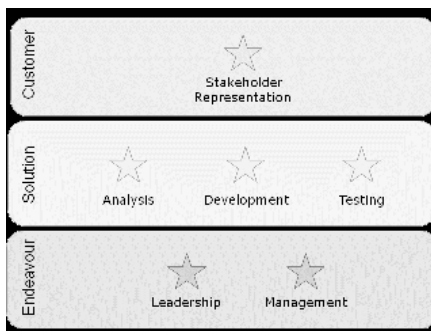 Customer
Stakeholder
Representation
Solution
Analysis Development Testing
Endeavour
Leadership Management